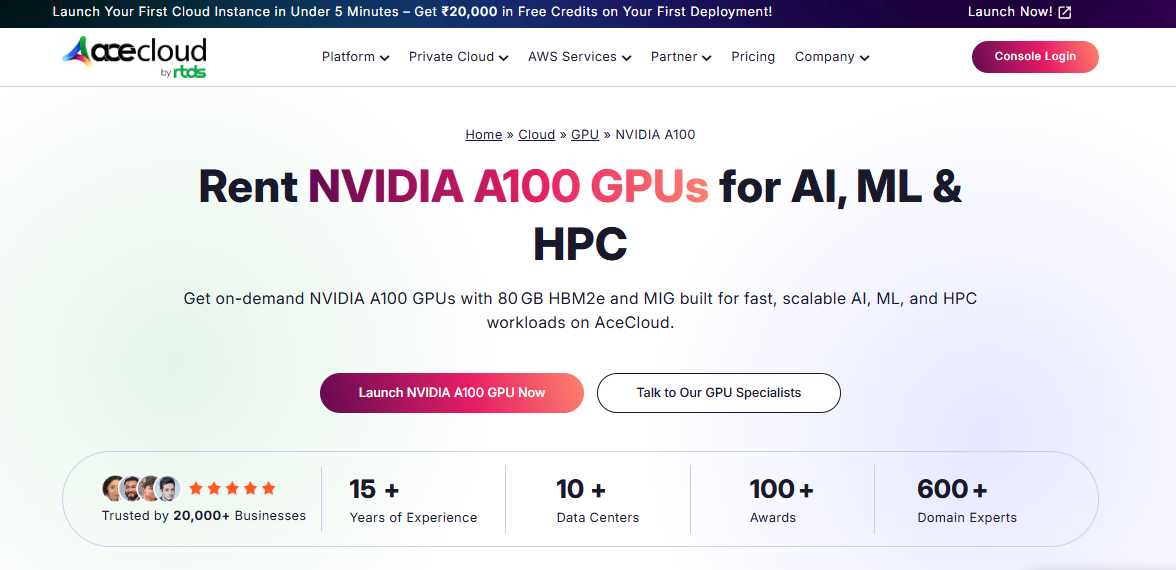 Launch Your First Cloud Instance in Under 5 Minutes – Get ₹20,000 in Free Credits on Your First Deployment!
Launch Now!
acecloud
by rtds
Platform
Private Cloud
AWS Services
Partner
Pricing
Company
Console Login
Home » Cloud » GPU » NVIDIA A100
Rent NVIDIA A100 GPUs for AI, ML &
HPC
Get on-demand NVIDIA A100 GPUs with 80 GB HBM2e and MIG built for fast, scalable AI, ML, and HPC
workloads on AceCloud.
Launch NVIDIA A100 GPU Now
Talk to Our GPU Specialists
Trusted by 20,000+ Businesses
15 +
Years of Experience
10 +
Data Centers
100 +
Awards
600 +
Domain Experts